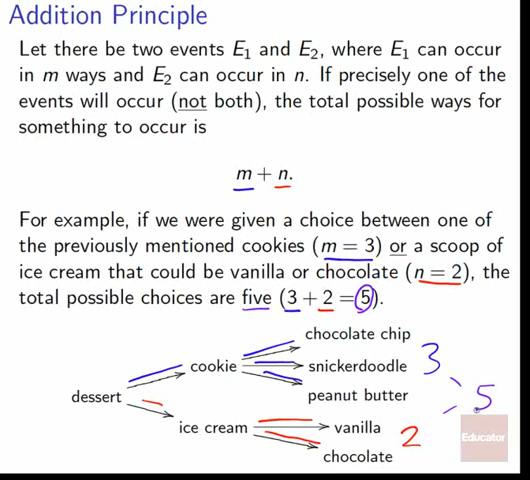 Addition Principle
Let there be two events E₁ and E₂, where E₁ can occur
in m ways and E₂ can occur in n. If precisely one of the
events will occur (not both), the total possible ways for
something to occur is
m + n.
For example, if we were given a choice between one of
the previously mentioned cookies (m = 3) or a scoop of
ice cream that could be vanilla or chocolate (n = 2), the
total possible choices are five (3 + 2 = 5).
chocolate chip
cookie snickerdoodle 3
peanut butter
dessert 5
ice cream vanilla 2
chocolate
Educator